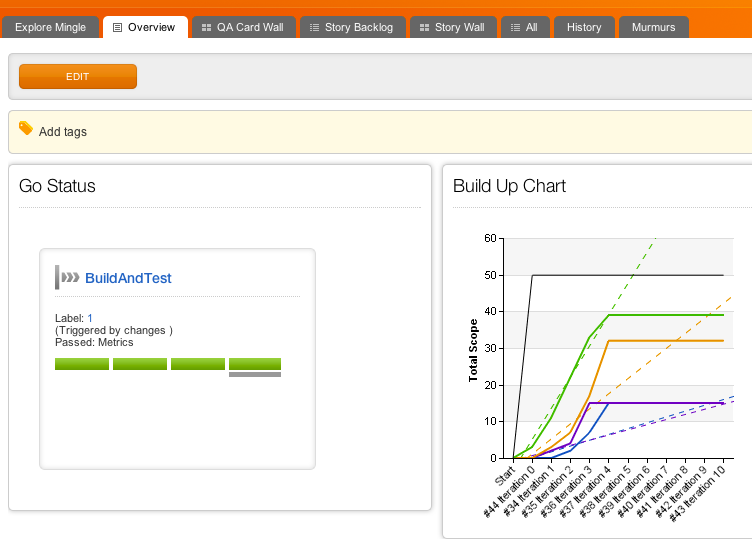 Explore Mingle
Overview
QA Card Wall
Story Backlog
Story Wall
All
History
Murmurs
EDIT
Add tags
Go Status
BuildAndTest
Label: 1
(Triggered by changes )
Passed: Metrics
Build Up Chart
Total Scope
60
50
40
30
20
10
0
Start
#44 Iteration 0
#34 Iteration 1
#35 Iteration 2
#36 Iteration 3
#37 Iteration 4
#38 Iteration 5
#39 Iteration 6
#40 Iteration 7
#41 Iteration 8
#42 Iteration 9
#43 Iteration 10